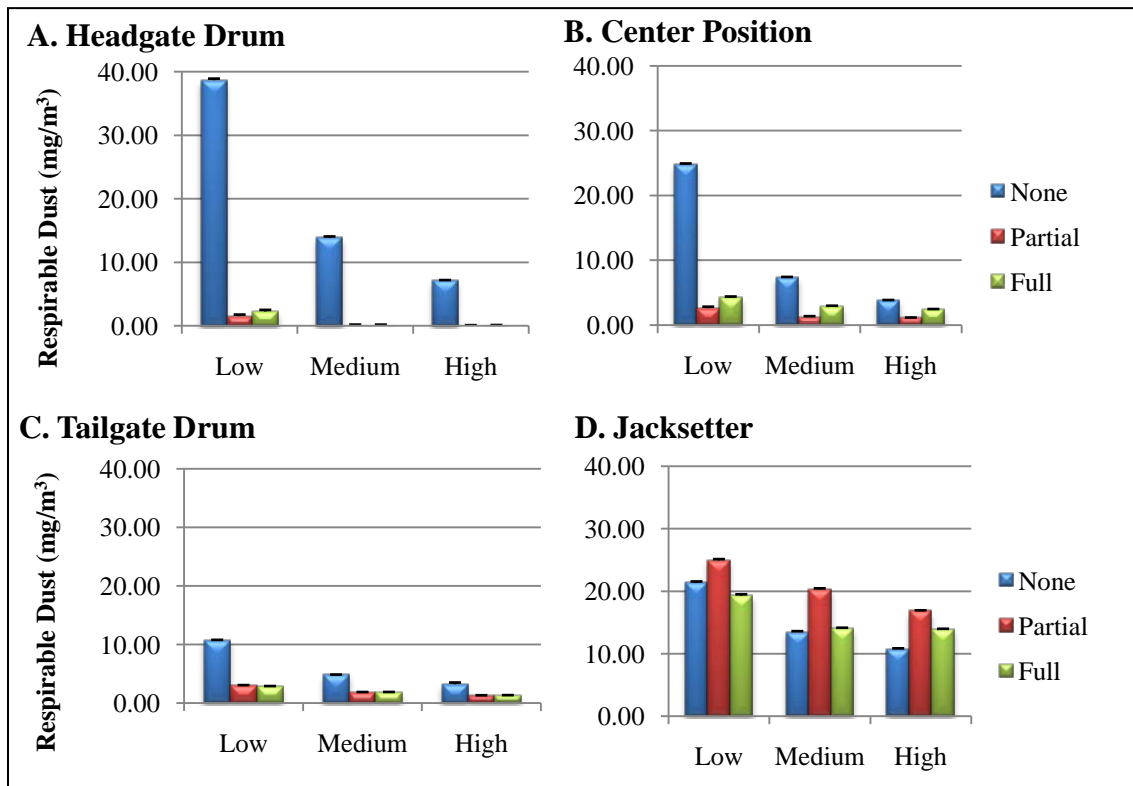 A. Headgate Drum
Respirable Dust (mg/m³)
40.00
30.00
20.00
10.00
0.00
Low Medium High
B. Center Position
40.00
30.00
20.00
10.00
0.00
Low Medium High
None
Partial
Full
C. Tailgate Drum
Respirable Dust (mg/m³)
40.00
30.00
20.00
10.00
0.00
Low Medium High
D. Jacksetter
40.00
30.00
20.00
10.00
0.00
Low Medium High
None
Partial
Full